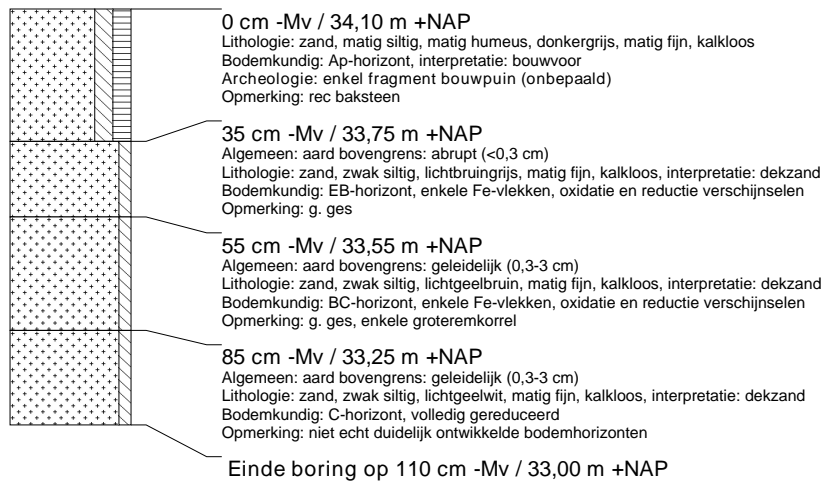 0 cm -Mv / 34,10 m +NAP
Lithologie: zand, matig siltig, matig humeus, donkergrijs, matig fijn, kalkloos
Bodemkundig: Ap-horizont, interpretatie: bouwvoor
Archeologie: enkel fragment bouwpuin (onbepaald)
Opmerking: rec baksteen
35 cm -Mv / 33,75 m +NAP
Algemeen: aard bovengrens: abrupt (<0,3 cm)
Lithologie: zand, zwak siltig, lichtbruingrijs, matig fijn, kalkloos, interpretatie: dekzand
Bodemkundig: EB-horizont, enkele Fe-vlekken, oxidatie en reductie verschijnselen
Opmerking: g. ges
55 cm -Mv / 33,55 m +NAP
Algemeen: aard bovengrens: geleidelijk (0,3-3 cm)
Lithologie: zand, zwak siltig, lichtgeelbruin, matig fijn, kalkloos, interpretatie: dekzand
Bodemkundig: BC-horizont, enkele Fe-vlekken, oxidatie en reductie verschijnselen
Opmerking: g. ges, enkele groteremkorrel
85 cm -Mv / 33,25 m +NAP
Algemeen: aard bovengrens: geleidelijk (0,3-3 cm)
Lithologie: zand, zwak siltig, lichtgeelwit, matig fijn, kalkloos, interpretatie: dekzand
Bodemkundig: C-horizont, volledig gereduceerd
Opmerking: niet echt duidelijk ontwikkelde bodemhorizonten
Einde boring op 110 cm -Mv / 33,00 m +NAP